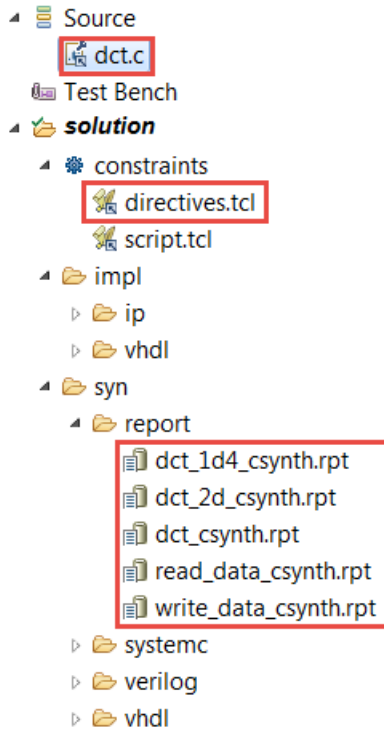 Source
dct.c
Test Bench
solution
constraints
directives.tcl
script.tcl
impl
ip
vhdl
syn
report
dct_1d4_csynth.rpt
dct_2d_csynth.rpt
dct_csynth.rpt
read_data_csynth.rpt
write_data_csynth.rpt
systemc
verilog
vhdl